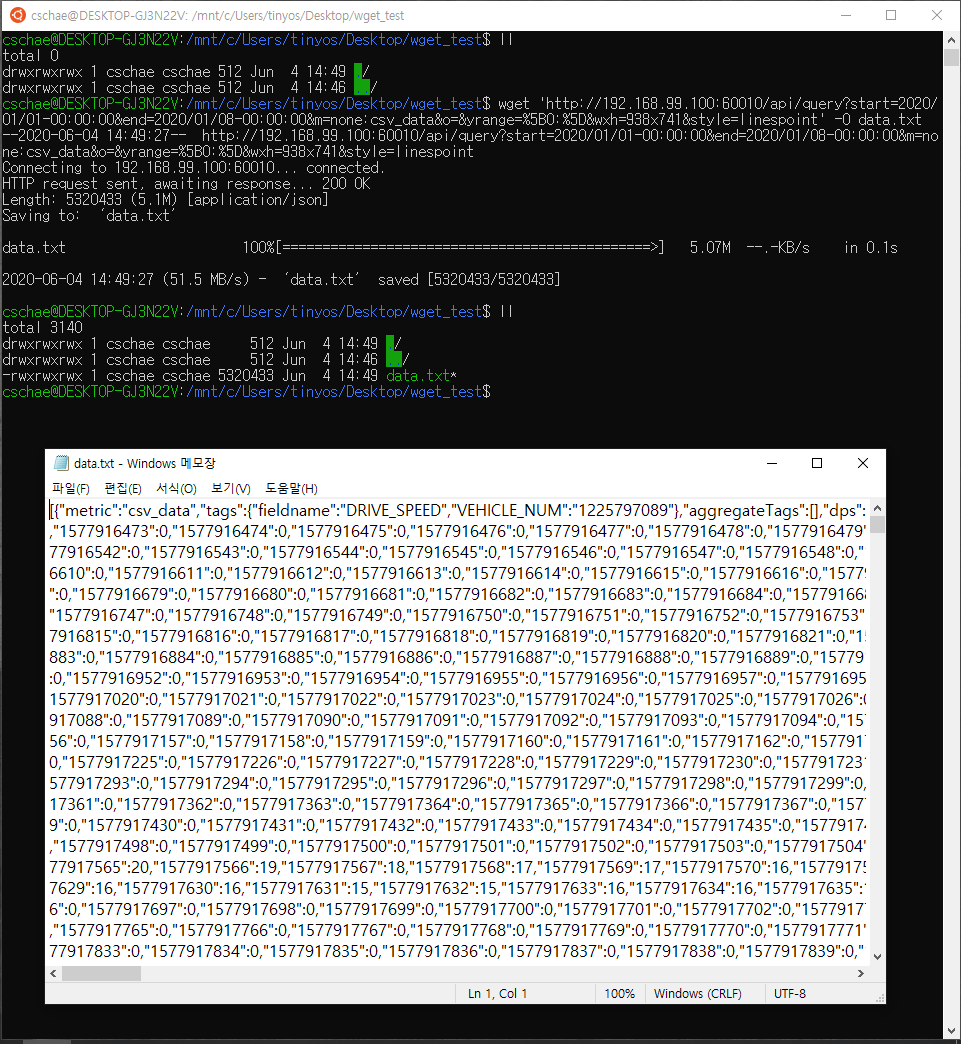 cschae@DESKTOP-GJ3N22V: /mnt/c/Users/tinyos/Desktop/wget_test
cschae@DESKTOP-GJ3N22V:/mnt/c/Users/tinyos/Desktop/wget_test$ ll
total 0
drwxrwxrwx 1 cschae cschae 512 Jun  4 14:49 ./
drwxrwxrwx 1 cschae cschae 512 Jun  4 14:46 ../
cschae@DESKTOP-GJ3N22V:/mnt/c/Users/tinyos/Desktop/wget_test$ wget 'http://192.168.99.100:60010/api/query?start=2020/
01/01-00:00:00&end=2020/01/08-00:00:00&m=none:csv_data&o=&yrange=%5B0:%5D&wxh=938x741&style=linespoint' -O data.txt
--2020-06-04 14:49:27--  http://192.168.99.100:60010/api/query?start=2020/01/01-00:00:00&end=2020/01/08-00:00:00&m=no
ne:csv_data&o=&yrange=%5B0:%5D&wxh=938x741&style=linespoint
Connecting to 192.168.99.100:60010... connected.
HTTP request sent, awaiting response... 200 OK
Length: 5320433 (5.1M) [application/json]
Saving to: ‘data.txt’
data.txt 100%[==============================================>] 5.07M --.-KB/s in 0.1s
2020-06-04 14:49:27 (51.5 MB/s) - ‘data.txt’ saved [5320433/5320433]
cschae@DESKTOP-GJ3N22V:/mnt/c/Users/tinyos/Desktop/wget_test$ ll
total 3140
drwxrwxrwx 1 cschae cschae     512 Jun  4 14:49 ./
drwxrwxrwx 1 cschae cschae     512 Jun  4 14:46 ../
-rwxrwxrwx 1 cschae cschae 5320433 Jun  4 14:49 data.txt*
cschae@DESKTOP-GJ3N22V:/mnt/c/Users/tinyos/Desktop/wget_test$
data.txt - Windows 메모장
파일(F) 편집(E) 서식(O) 보기(V) 도움말(H)
[{"metric":"csv_data","tags":{"fieldname":"DRIVE_SPEED","VEHICLE_NUM":"1225797089"},"aggregateTags":[],"dps":
,"1577916473":0,"1577916474":0,"1577916475":0,"1577916476":0,"1577916477":0,"1577916478":0,"1577916479"
77916542":0,"1577916543":0,"1577916544":0,"1577916545":0,"1577916546":0,"1577916547":0,"1577916548":0,"
6610":0,"1577916611":0,"1577916612":0,"1577916613":0,"1577916614":0,"1577916615":0,"1577916616":0,"15779
":0,"1577916679":0,"1577916680":0,"1577916681":0,"1577916682":0,"1577916683":0,"1577916684":0,"157791668
"1577916747":0,"1577916748":0,"1577916749":0,"1577916750":0,"1577916751":0,"1577916752":0,"1577916753"
7916815":0,"1577916816":0,"1577916817":0,"1577916818":0,"1577916819":0,"1577916820":0,"1577916821":0,"15
883":0,"1577916884":0,"1577916885":0,"1577916886":0,"1577916887":0,"1577916888":0,"1577916889":0,"15779
:0,"1577916952":0,"1577916953":0,"1577916954":0,"1577916955":0,"1577916956":0,"1577916957":0,"157791695
1577917020":0,"1577917021":0,"1577917022":0,"1577917023":0,"1577917024":0,"1577917025":0,"1577917026":0
917088":0,"1577917089":0,"1577917090":0,"1577917091":0,"1577917092":0,"1577917093":0,"1577917094":0,"157
56":0,"1577917157":0,"1577917158":0,"1577917159":0,"1577917160":0,"1577917161":0,"1577917162":0,"157791
0,"1577917225":0,"1577917226":0,"1577917227":0,"1577917228":0,"1577917229":0,"1577917230":0,"157791723
577917293":0,"1577917294":0,"1577917295":0,"1577917296":0,"1577917297":0,"1577917298":0,"1577917299":0,
17361":0,"1577917362":0,"1577917363":0,"1577917364":0,"1577917365":0,"1577917366":0,"1577917367":0,"1577
9":0,"1577917430":0,"1577917431":0,"1577917432":0,"1577917433":0,"1577917434":0,"1577917435":0,"15779174
,"1577917498":0,"1577917499":0,"1577917500":0,"1577917501":0,"1577917502":0,"1577917503":0,"1577917504"
77917565":20,"1577917566":19,"1577917567":18,"1577917568":17,"1577917569":17,"1577917570":16,"15779175
7629":16,"1577917630":16,"1577917631":15,"1577917632":15,"1577917633":16,"1577917634":16,"1577917635":
6":0,"1577917697":0,"1577917698":0,"1577917699":0,"1577917700":0,"1577917701":0,"1577917702":0,"1577917
,"1577917765":0,"1577917766":0,"1577917767":0,"1577917768":0,"1577917769":0,"1577917770":0,"1577917771"
77917833":0,"1577917834":0,"1577917835":0,"1577917836":0,"1577917837":0,"1577917838":0,"1577917839":0,"
Ln 1, Col 1 100% Windows (CRLF) UTF-8